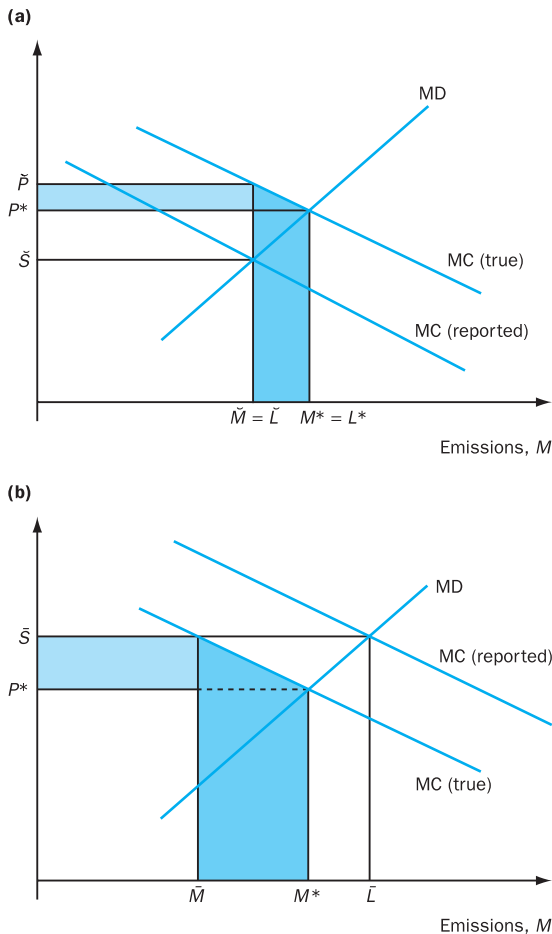 (a)
MD
P̆
P*
S̆
MC (true)
MC (reported)
M̆ = L̆
M* = L*
Emissions, M
(b)
MD
S̄
MC (reported)
P*
MC (true)
M̄
M*
L̄
Emissions, M